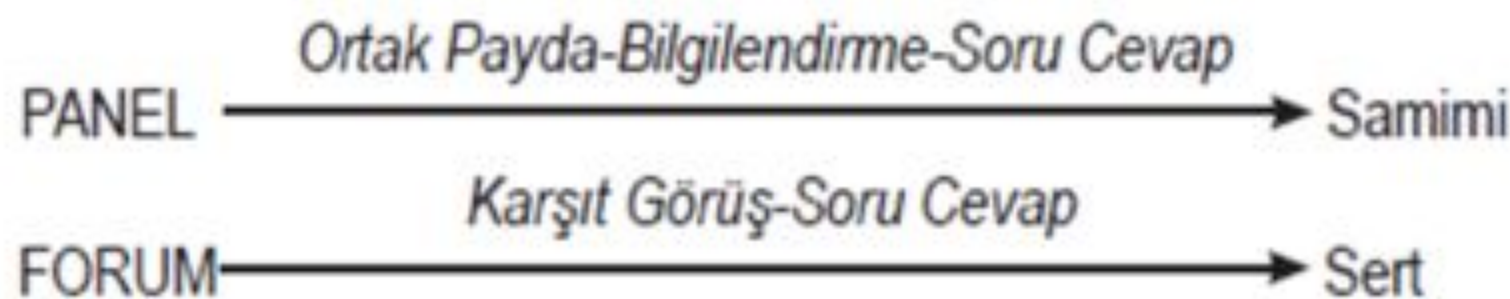 Ortak Payda-Bilgilendirme-Soru Cevap
PANEL Samimi
Karşıt Görüş-Soru Cevap
FORUM Sert